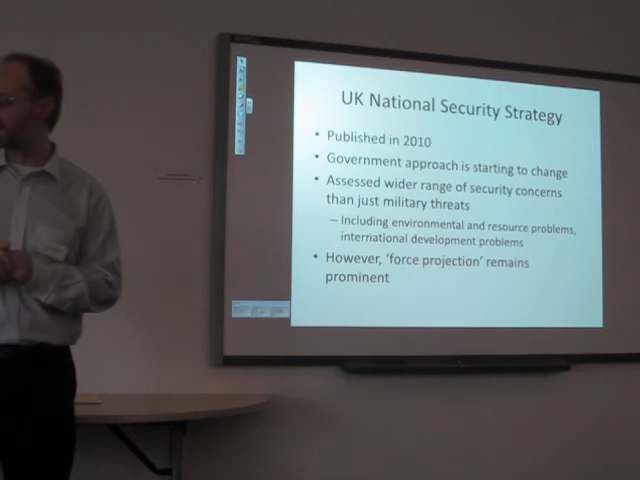 UK National Security Strategy
• Published in 2010
• Government approach is starting to change
• Assessed wider range of security concerns
than just military threats
– Including environmental and resource problems,
international development problems
• However, 'force projection' remains
prominent